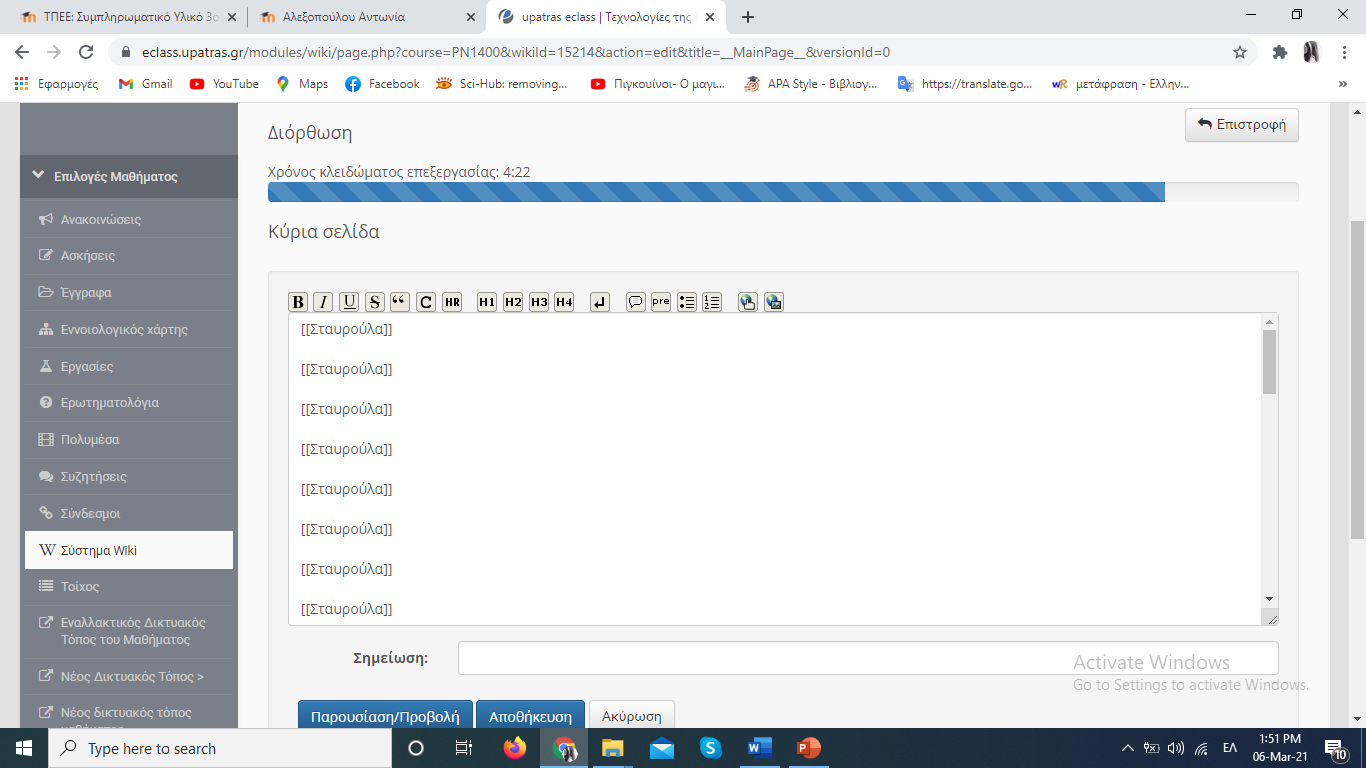 ΤΠΕΕ: Συμπληρωματικό Υλικό 3ο
Αλεξοπούλου Αντωνία
upatras eclass | Τεχνολογίες της
eclass.upatras.gr/modules/wiki/page.php?course=PN1400&wikiId=15214&action=edit&title=__MainPage__&versionId=0
Εφαρμογές Gmail YouTube Maps Facebook Sci-Hub: removing... Πιγκουίνοι- Ο μαγι... APA Style - Βιβλιογ... https://translate.go... wR μετάφραση - Ελλην... »
Διόρθωση
Επιστροφή
Χρόνος κλειδώματος επεξεργασίας: 4:22
Κύρια σελίδα
Επιλογές Μαθήματος
Ανακοινώσεις
Ασκήσεις
Έγγραφα
Εννοιολογικός χάρτης
Εργασίες
Ερωτηματολόγια
Πολυμέσα
Συζητήσεις
Σύνδεσμοι
W Σύστημα Wiki
Τοίχος
Εναλλακτικός Δικτυακός
Τόπος του Μαθήματος
Νέος Δικτυακός Τόπος >
Νέος δικτυακός τόπος
μαθήματος
B I U S “ C HR H1 H2 H3 H4 pre
[[Σταυρούλα]]
[[Σταυρούλα]]
[[Σταυρούλα]]
[[Σταυρούλα]]
[[Σταυρούλα]]
[[Σταυρούλα]]
[[Σταυρούλα]]
[[Σταυρούλα]]
Σημείωση:
Παρουσίαση/Προβολή Αποθήκευση Ακύρωση
Activate Windows
Go to Settings to activate Windows.
Type here to search
ΕΛ
1:51 PM
06-Mar-21
10